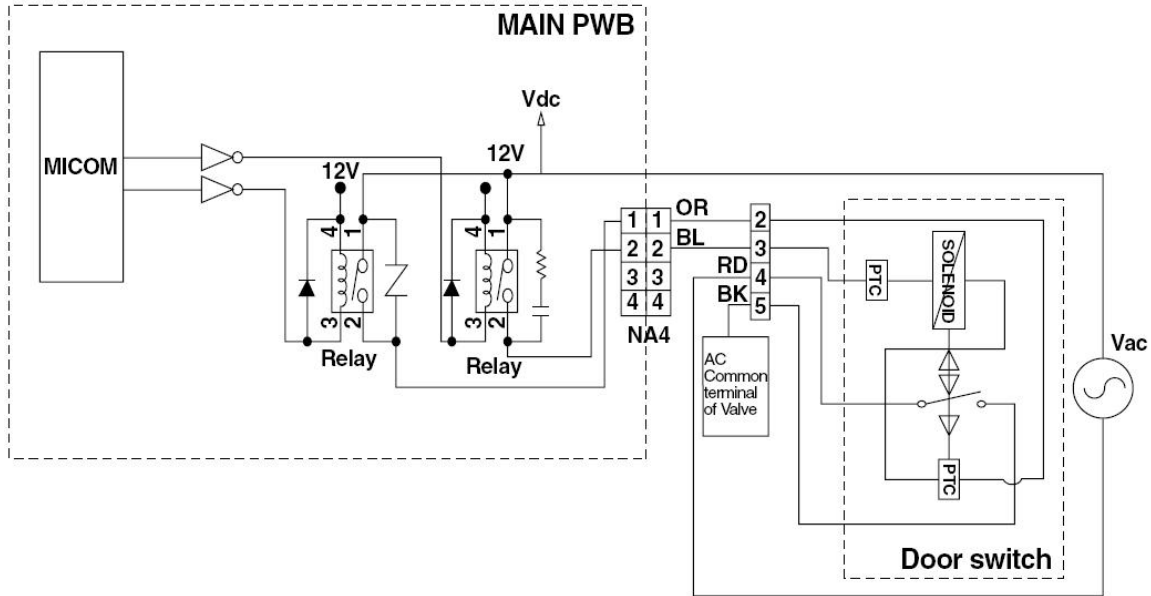 MAIN PWB
MICOM
Vdc
12V
12V
4
1
3
2
Relay
4
1
3
2
Relay
1 1
2 2
3 3
4 4
NA4
OR
BL
RD
BK
2
3
4
5
AC
Common
terminal
of Valve
PTC
SOLENOID
PTC
Door switch
Vac